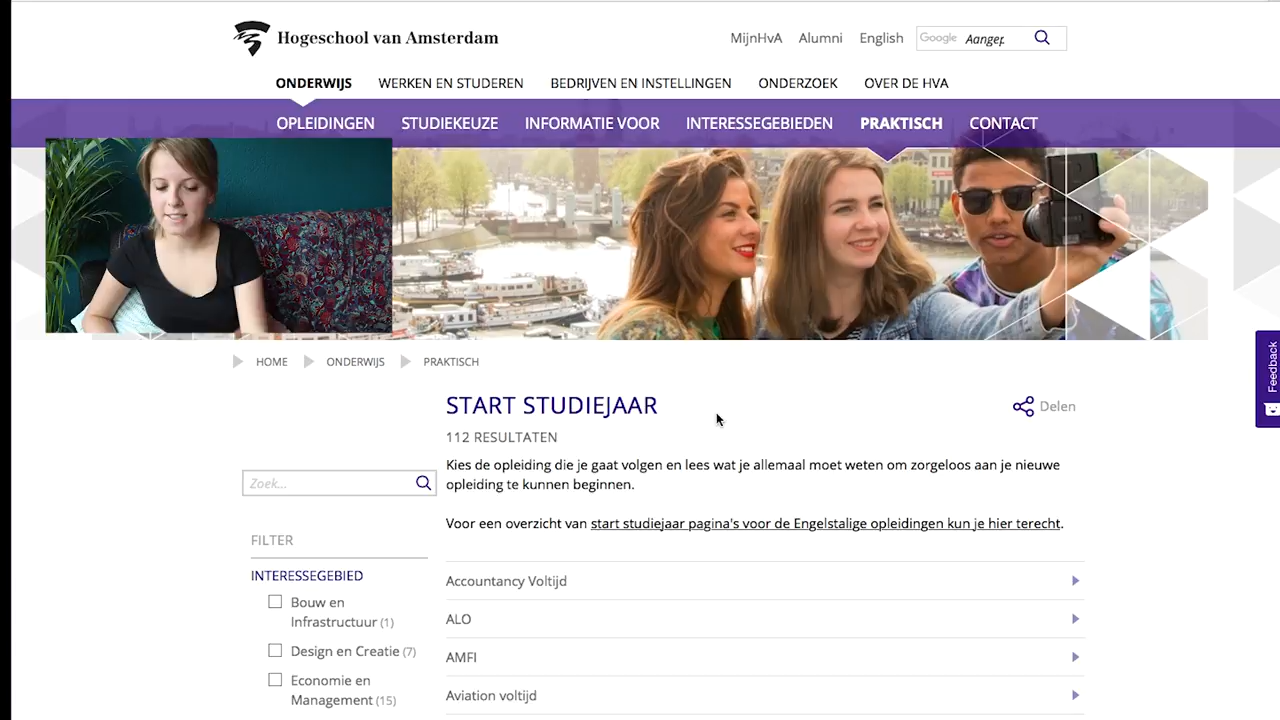 Hogeschool van Amsterdam
MijnHvA Alumni English Google Aangep
ONDERWIJS WERKEN EN STUDEREN BEDRIJVEN EN INSTELLINGEN ONDERZOEK OVER DE HVA
OPLEIDINGEN STUDIEKEUZE INFORMATIE VOOR INTERESSEGEBIEDEN PRAKTISCH CONTACT
HOME ONDERWIJS PRAKTISCH
START STUDIEJAAR
Delen
112 RESULTATEN
Kies de opleiding die je gaat volgen en lees wat je allemaal moet weten om zorgeloos aan je nieuwe
opleiding te kunnen beginnen.
Voor een overzicht van start studiejaar pagina's voor de Engelstalige opleidingen kun je hier terecht.
Accountancy Voltijd
ALO
AMFI
Aviation voltijd
Zoek...
FILTER
INTERESSEGEBIED
Bouw en
Infrastructuur (1)
Design en Creatie (7)
Economie en
Management (15)
Feedback